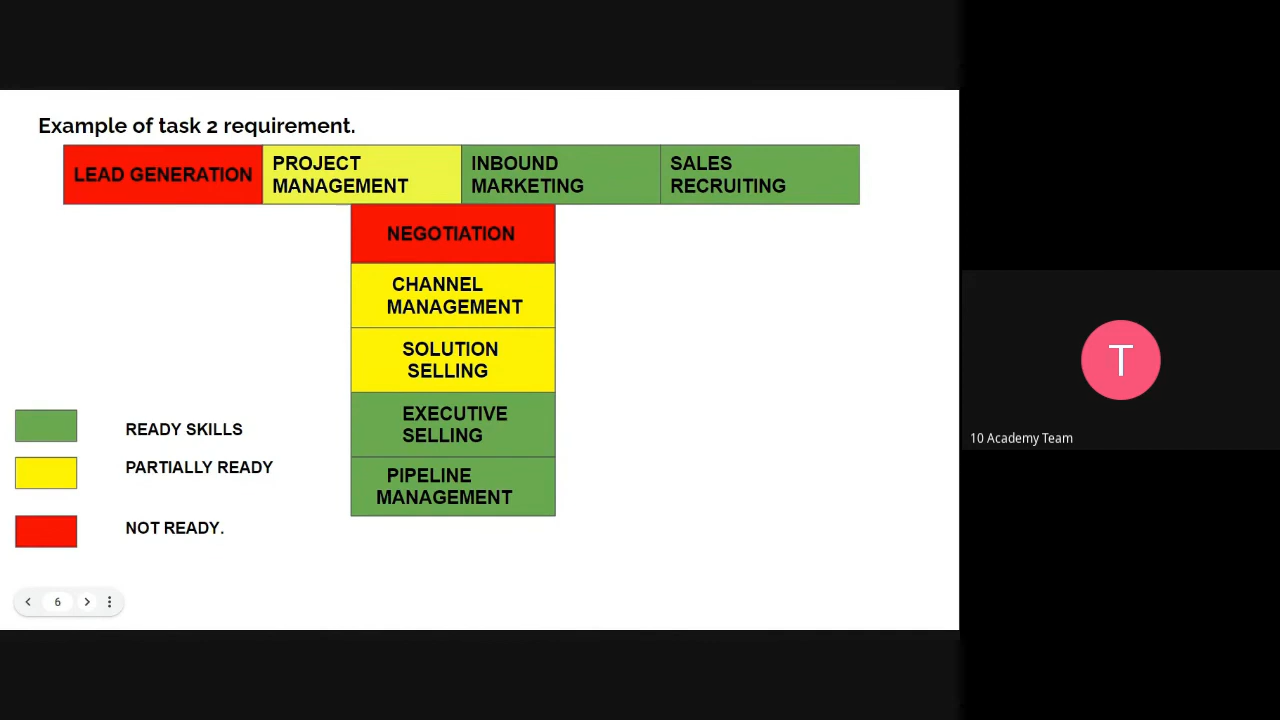 Example of task 2 requirement.
LEAD GENERATION
PROJECT
MANAGEMENT
INBOUND
MARKETING
SALES
RECRUITING
NEGOTIATION
CHANNEL
MANAGEMENT
SOLUTION
SELLING
EXECUTIVE
SELLING
PIPELINE
MANAGEMENT
READY SKILLS
PARTIALLY READY
NOT READY.
6
T
10 Academy Team